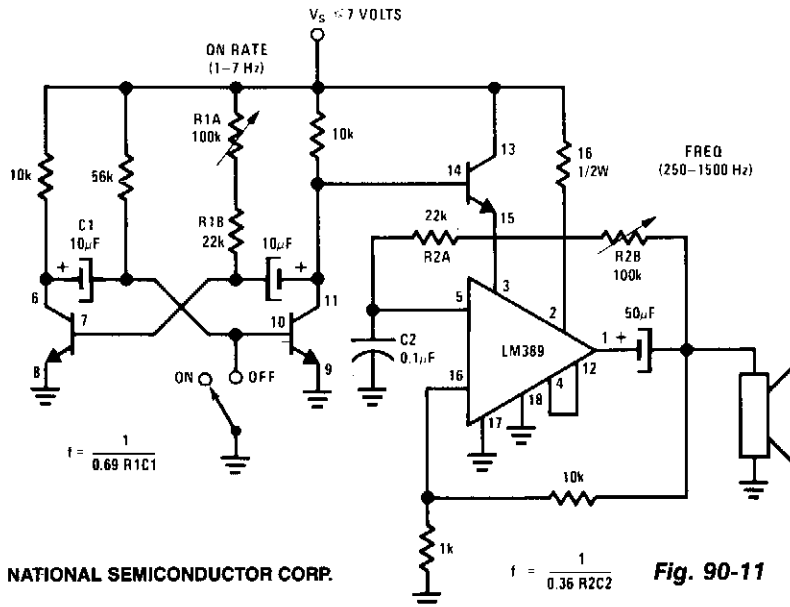 VS ≤7 VOLTS
ON RATE
(1–7 Hz)
R1A
100k
10k
10k
56k
13
14
16
1/2W
FREQ
(250–1500 Hz)
C1
10µF
+
R1B
22k
10µF
+
15
22k
R2A
R2B
100k
6
7
8
11
10
9
3
5
2
50µF
+
1
C2
0.1µF
LM389
12
4
18
16
17
ON
OFF
f = 1
0.69 R1C1
10k
1k
NATIONAL SEMICONDUCTOR CORP.
f = 1
0.36 R2C2
Fig. 90-11